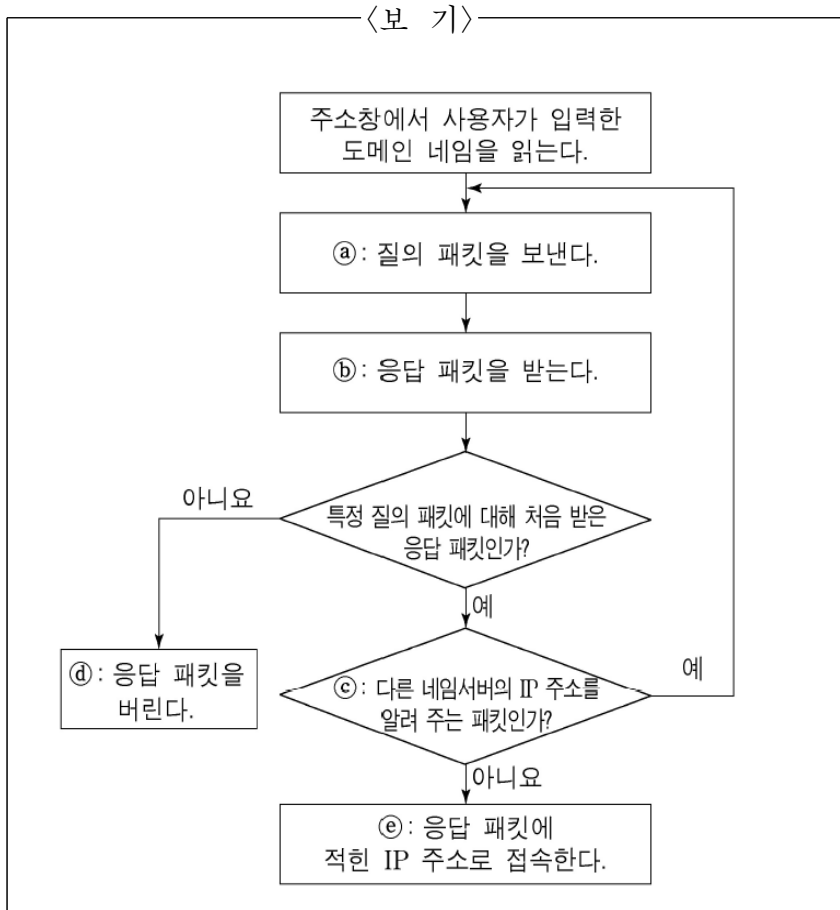 〈보 기〉
주소창에서 사용자가 입력한
도메인 네임을 읽는다.
ⓐ: 질의 패킷을 보낸다.
ⓑ: 응답 패킷을 받는다.
아니요
특정 질의 패킷에 대해 처음 받은
응답 패킷인가?
예
ⓓ: 응답 패킷을
버린다.
ⓒ: 다른 네임서버의 IP 주소를
알려 주는 패킷인가?
예
아니요
ⓔ: 응답 패킷에
적힌 IP 주소로 접속한다.